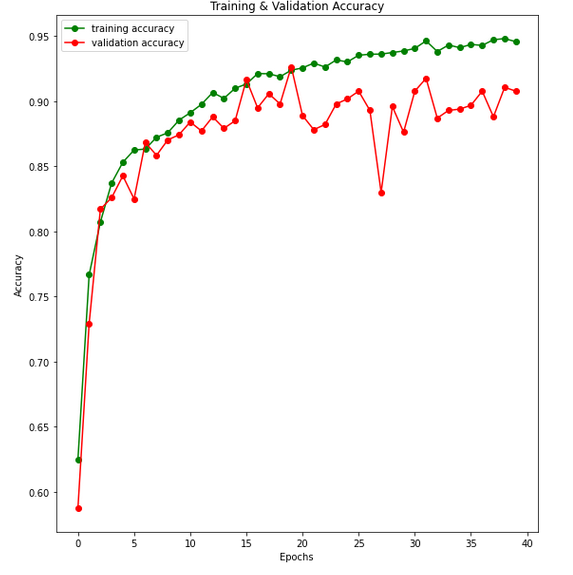 Training & Validation Accuracy
training accuracy
validation accuracy
Accuracy
0.95
0.90
0.85
0.80
0.75
0.70
0.65
0.60
0 5 10 15 20 25 30 35 40
Epochs